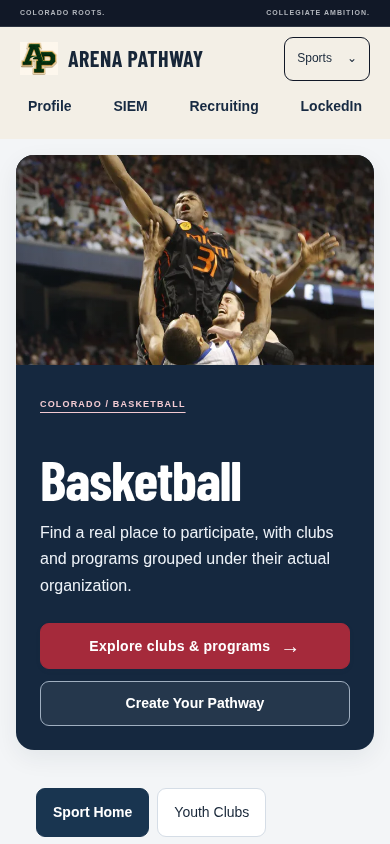 COLORADO ROOTS. COLLEGIATE AMBITION.
AP ARENA PATHWAY Sports
Profile SIEM Recruiting LockedIn
MIAMI
31
COLORADO / BASKETBALL
Basketball
Find a real place to participate, with clubs
and programs grouped under their actual
organization.
Explore clubs & programs →
Create Your Pathway
Sport Home Youth Clubs